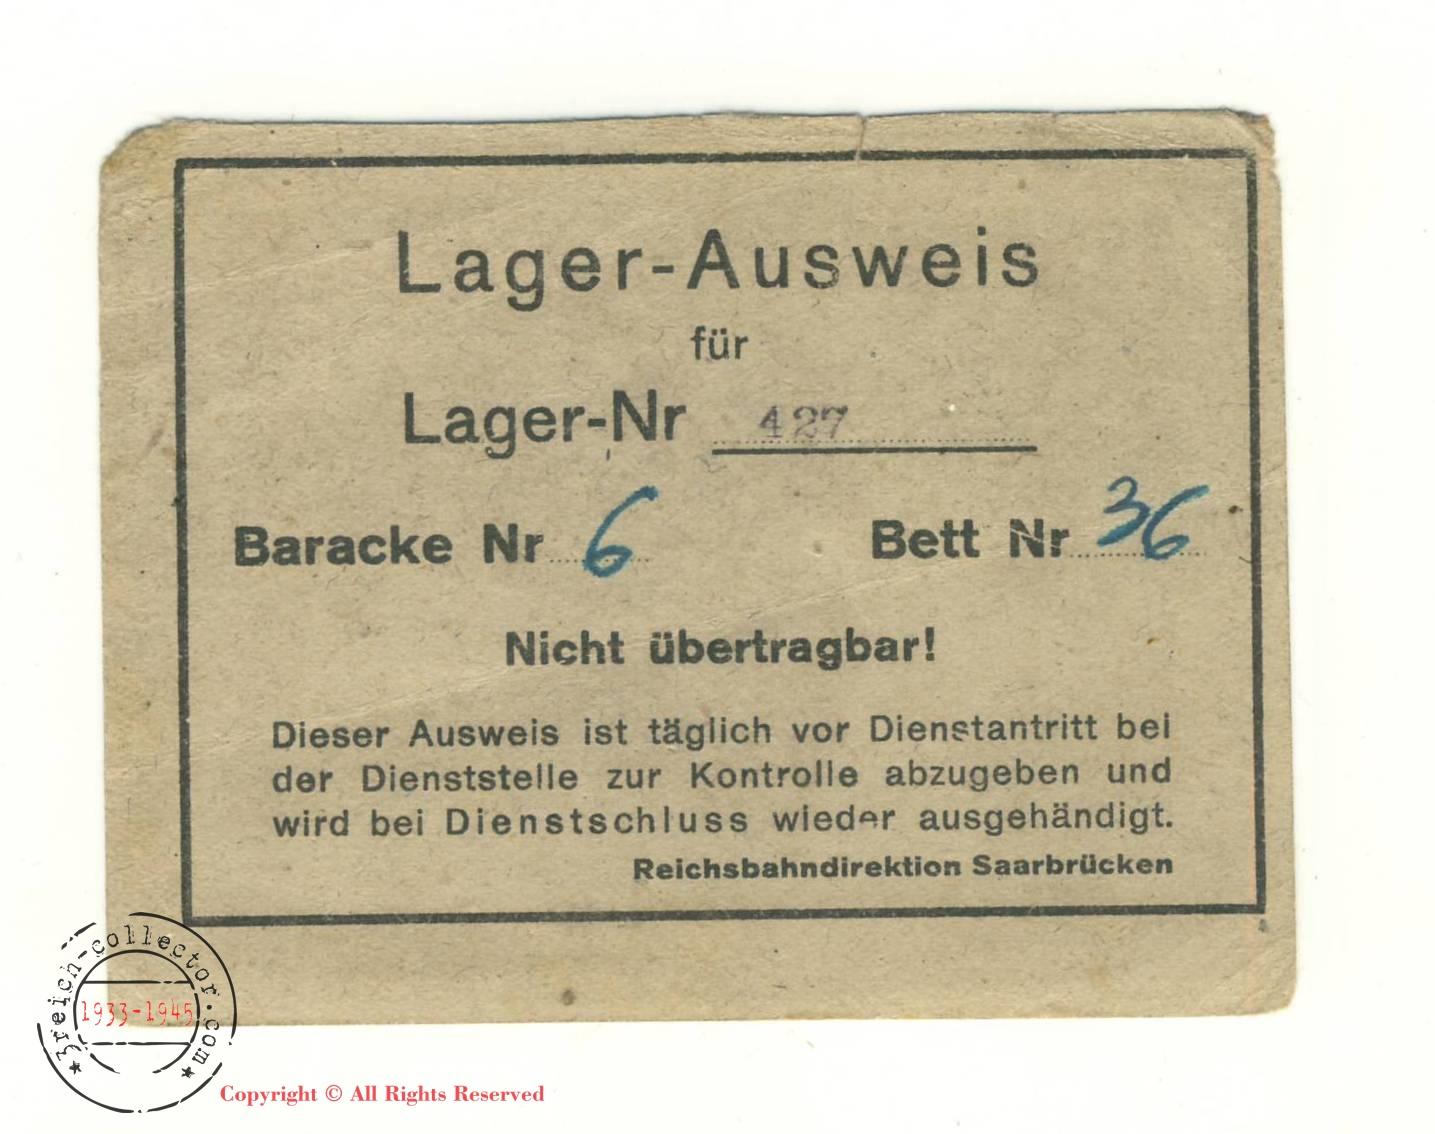 Lager-Ausweis
für
Lager-Nr 427
Baracke Nr 6 Bett Nr 36
Nicht übertragbar!
Dieser Ausweis ist täglich vor Dienstantritt bei
der Dienststelle zur Kontrolle abzugeben und
wird bei Dienstschluss wieder ausgehändigt.
Reichsbahndirektion Saarbrücken
3reich-collector.com
1933-1945
Copyright © All Rights Reserved